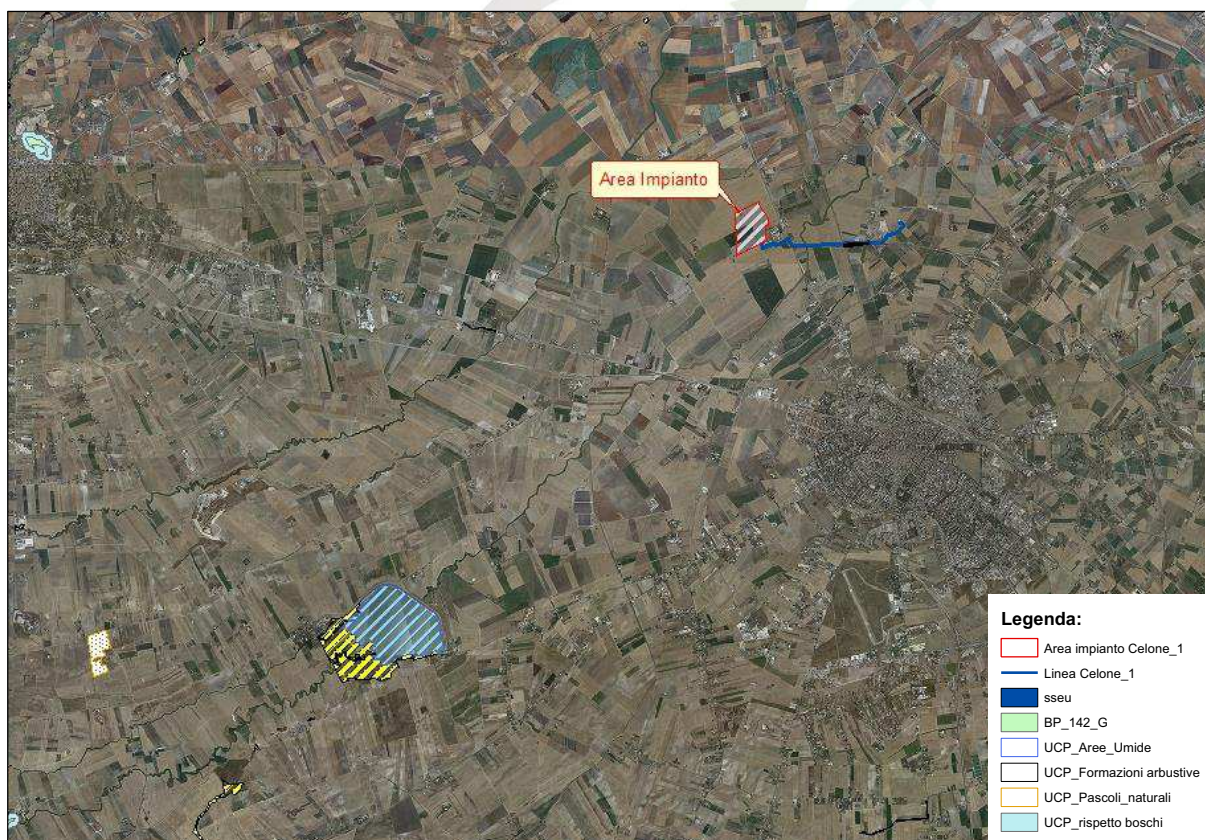 Area Impianto
Legenda:
Area impianto Celone_1
Linea Celone_1
sseu
BP_142_G
UCP_Aree_Umide
UCP_Formazioni arbustive
UCP_Pascoli_naturali
UCP_rispetto boschi